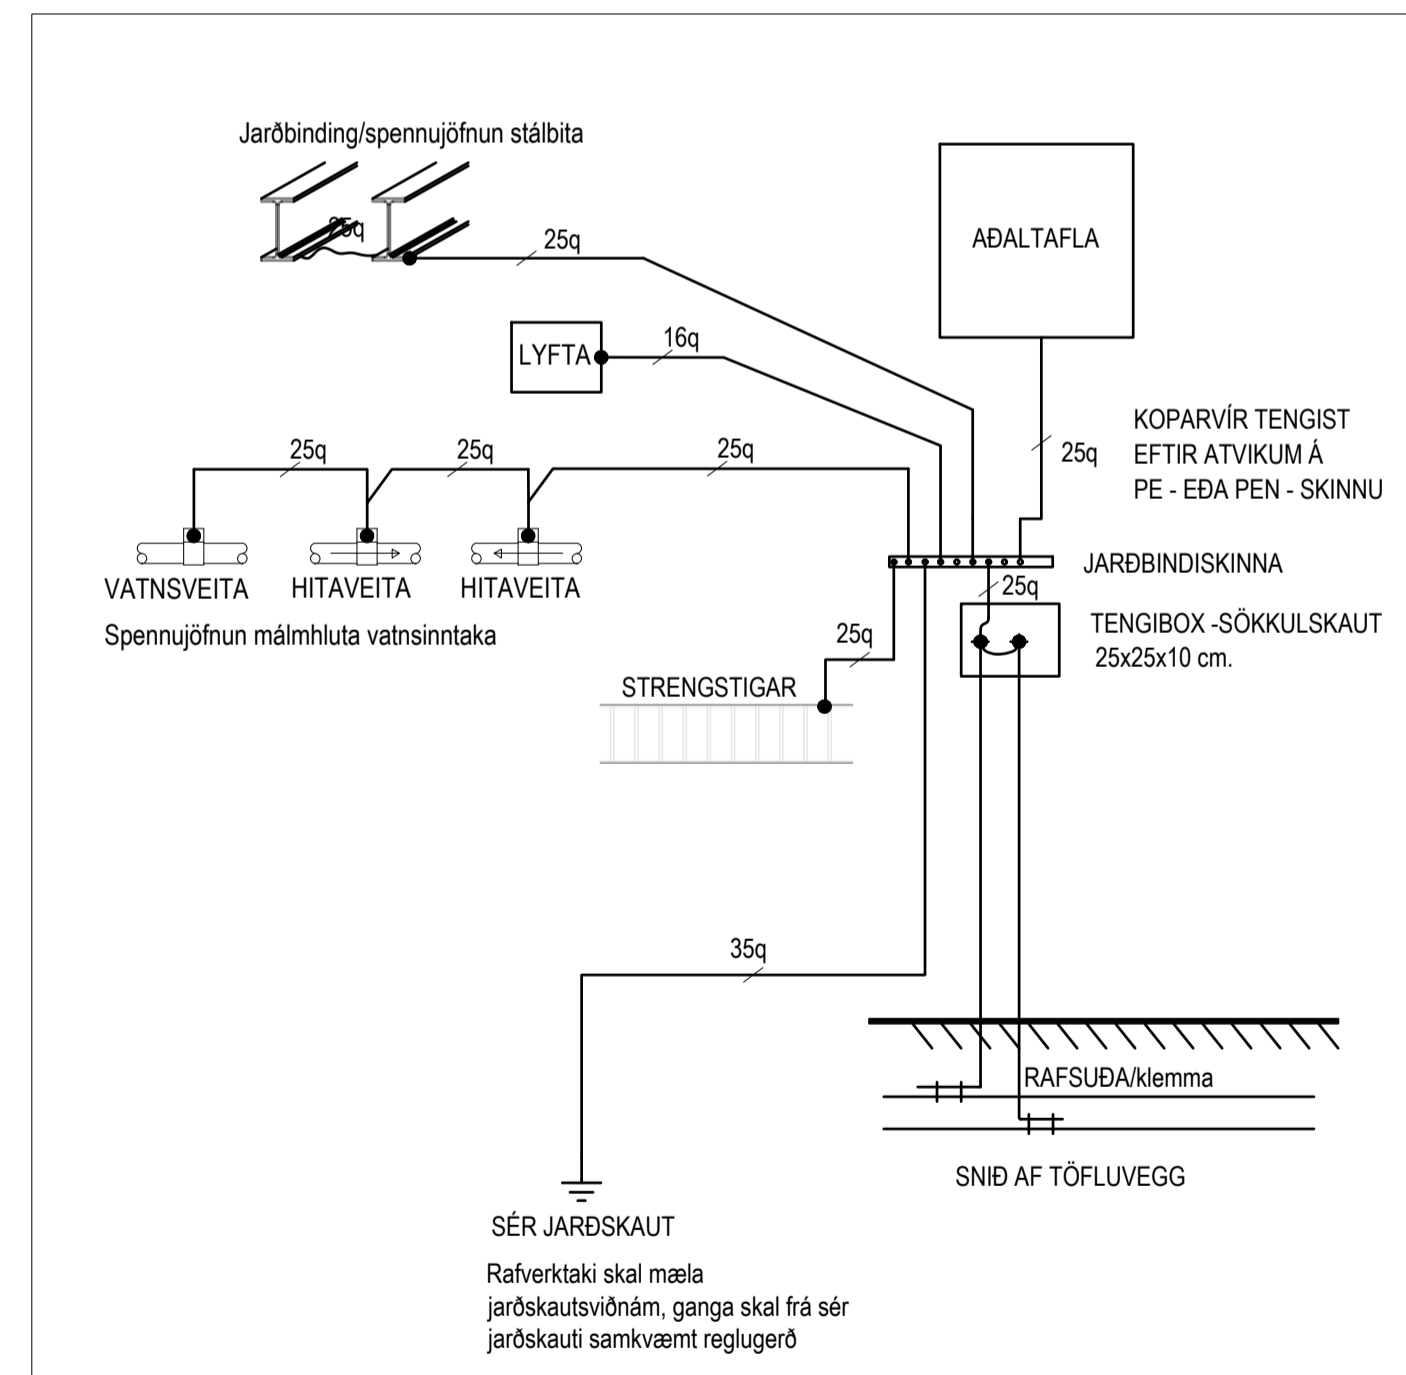 Jarðbinding/spennujöfnun stálbita
25q
25q
AÐALTAFLA
LYFTA
16q
KOPARVÍR TENGIST
EFTIR ATVIKUM Á
PE - EÐA PEN - SKINNU
25q
25q
25q
25q
VATNSVEITA
HITAVEITA
HITAVEITA
Spennujöfnun málmhluta vatnsinntaka
JARÐBINDISKINNA
25q
TENGIBOX -SÖKKULSKAUT
25x25x10 cm.
25q
STRENGSTIGAR
35q
RAFSUÐA/klemma
SNIÐ AF TÖFLUVEGG
SÉR JARÐSKAUT
Rafverktaki skal mæla
jarðskautsviðnám, ganga skal frá sér
jarðskauti samkvæmt reglugerð